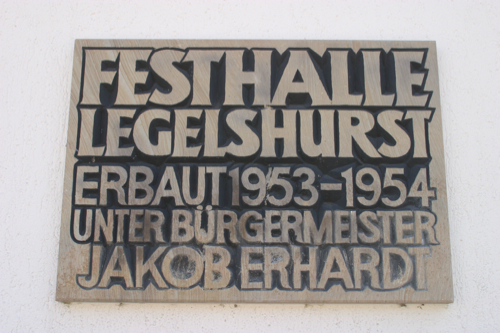 FESTHALLE
LEGELSHURST
ERBAUT 1953-1954
UNTER BÜRGERMEISTER
JAKOB ERHARDT